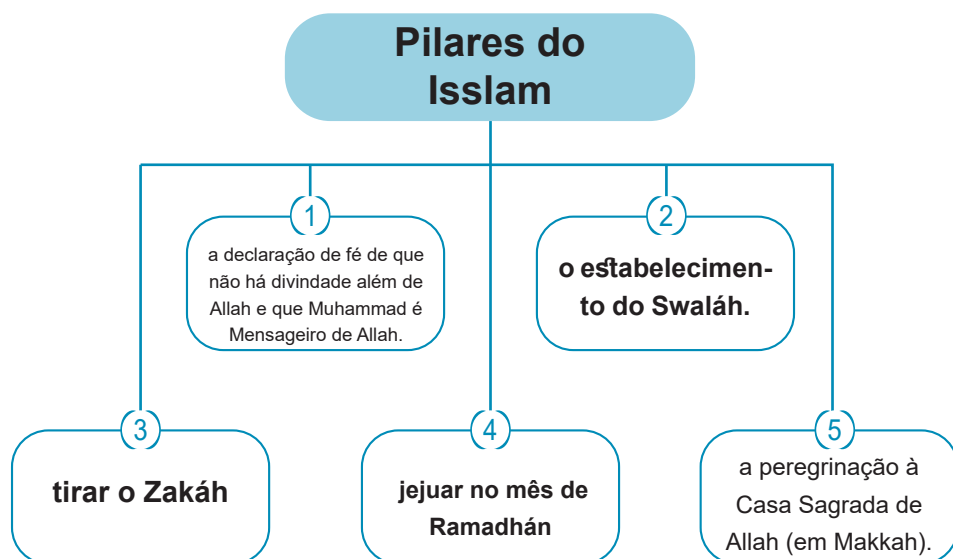 Pilares do
Isslam
1
a declaração de fé de que
não há divindade além de
Allah e que Muhammad é
Mensageiro de Allah.
2
o estabelecimen-
to do Swaláh.
3
tirar o Zakáh
4
jejuar no mês de
Ramadhán
5
a peregrinação à
Casa Sagrada de
Allah (em Makkah).